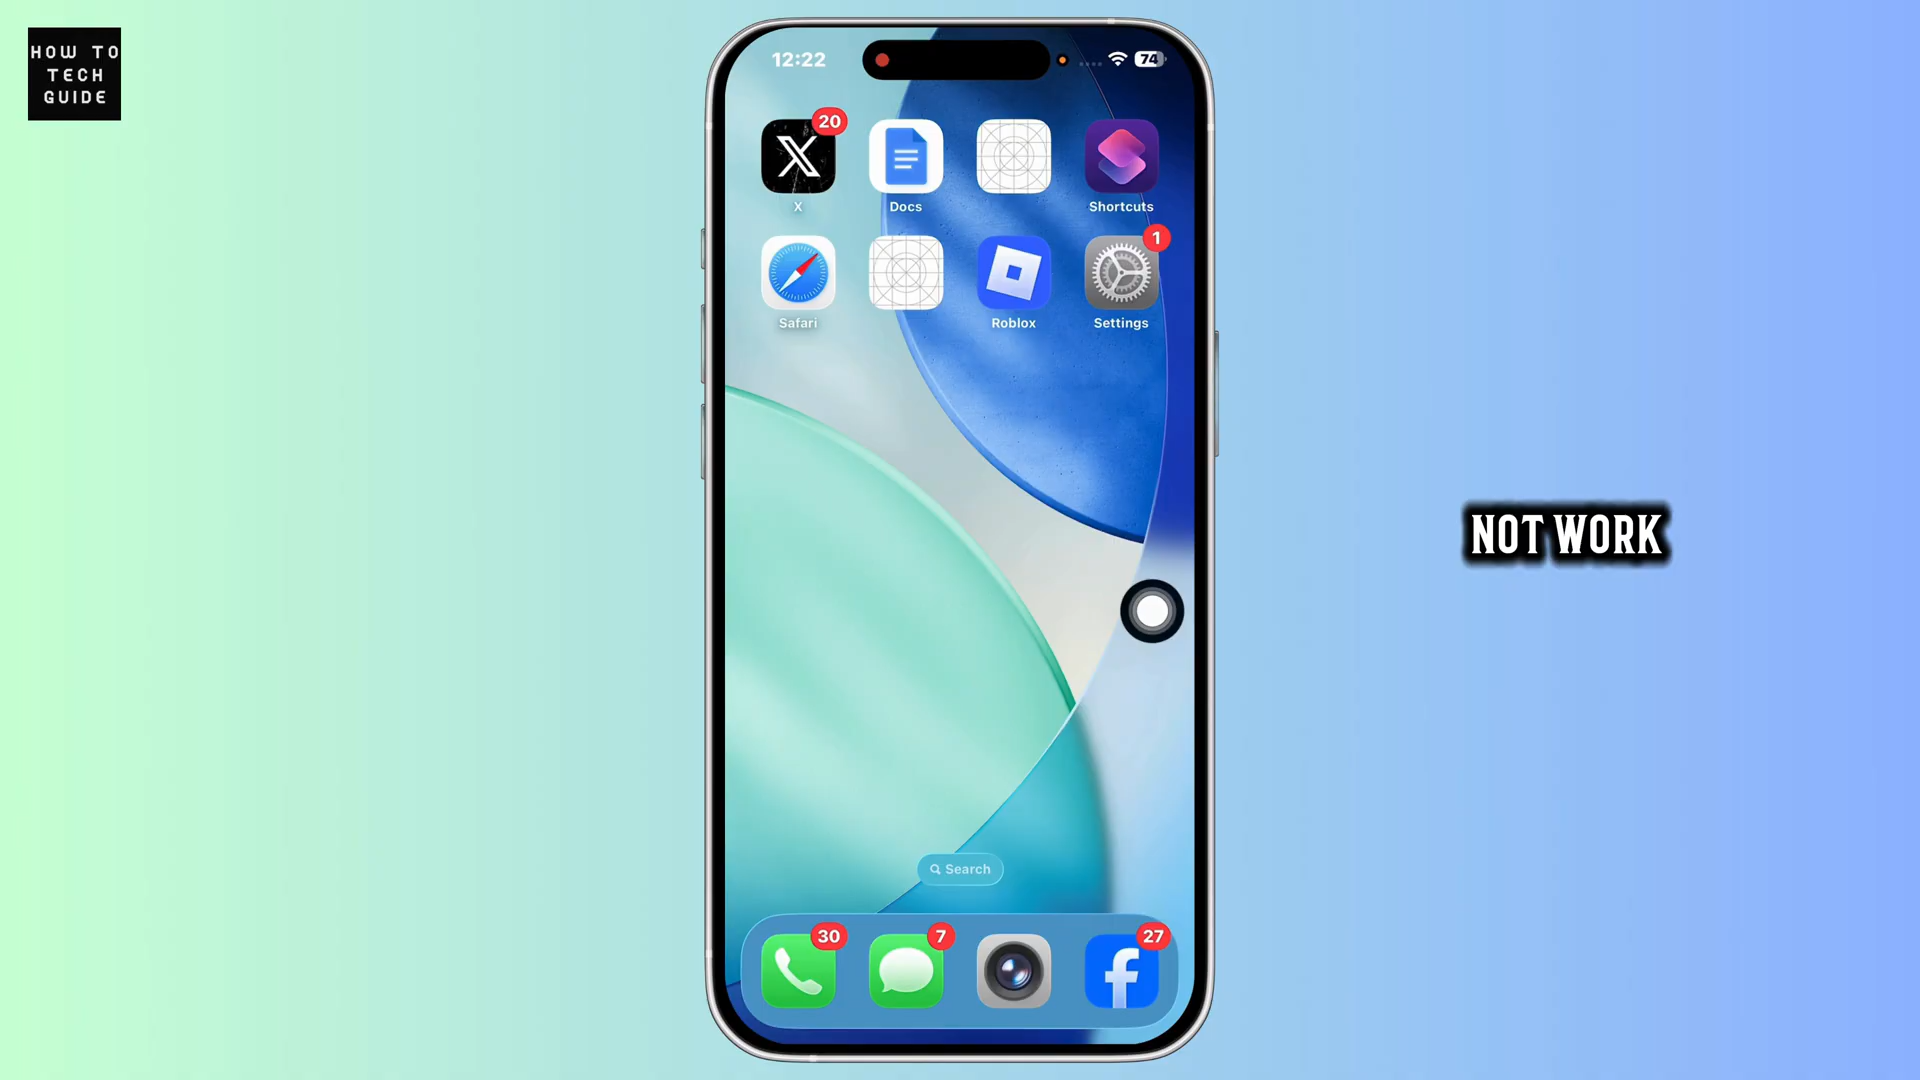 HOW TO
TECH
GUIDE
12:22
74
20
X
Docs
Shortcuts
1
Safari
Roblox
Settings
NOT WORK
Search
30
7
27